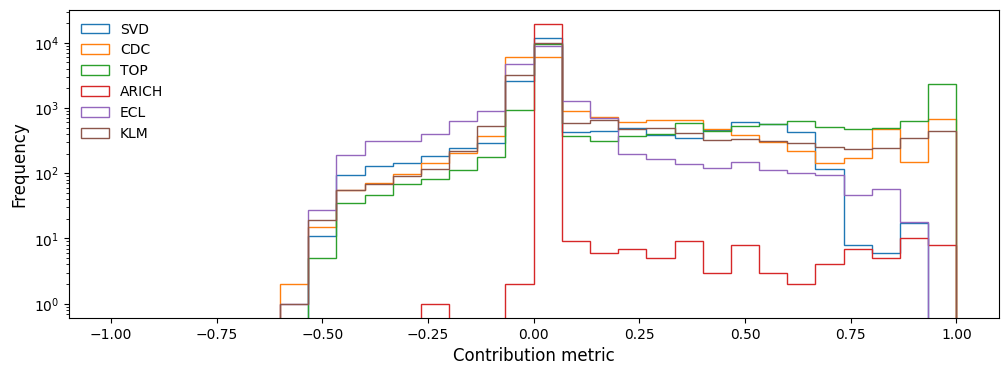 SVD
CDC
TOP
ARICH
ECL
KLM
Frequency
10⁴
10³
10²
10¹
10⁰
−1.00 −0.75 −0.50 −0.25 0.00 0.25 0.50 0.75 1.00
Contribution metric